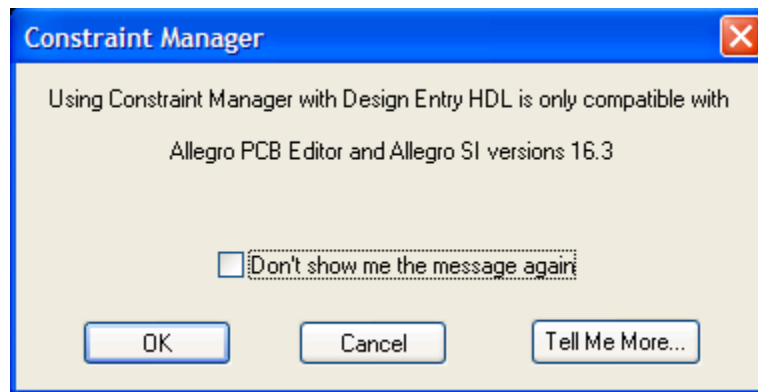 Constraint Manager
Using Constraint Manager with Design Entry HDL is only compatible with
Allegro PCB Editor and Allegro SI versions 16.3
Don't show me the message again
OK Cancel Tell Me More...